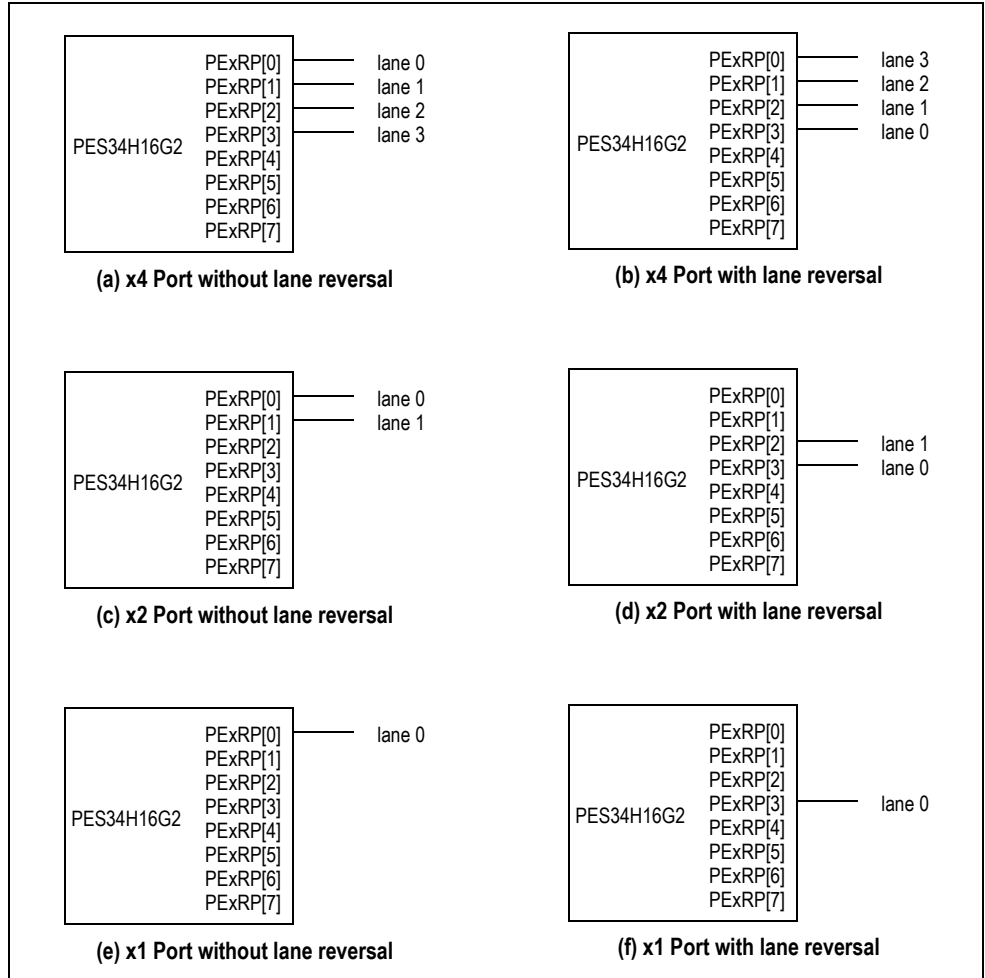 PES34H16G2
PExRP[0] lane 0
PExRP[1] lane 1
PExRP[2] lane 2
PExRP[3] lane 3
PExRP[4]
PExRP[5]
PExRP[6]
PExRP[7]
(a) x4 Port without lane reversal
PES34H16G2
PExRP[0] lane 3
PExRP[1] lane 2
PExRP[2] lane 1
PExRP[3] lane 0
PExRP[4]
PExRP[5]
PExRP[6]
PExRP[7]
(b) x4 Port with lane reversal
PES34H16G2
PExRP[0] lane 0
PExRP[1] lane 1
PExRP[2]
PExRP[3]
PExRP[4]
PExRP[5]
PExRP[6]
PExRP[7]
(c) x2 Port without lane reversal
PES34H16G2
PExRP[0]
PExRP[1]
PExRP[2] lane 1
PExRP[3] lane 0
PExRP[4]
PExRP[5]
PExRP[6]
PExRP[7]
(d) x2 Port with lane reversal
PES34H16G2
PExRP[0] lane 0
PExRP[1]
PExRP[2]
PExRP[3]
PExRP[4]
PExRP[5]
PExRP[6]
PExRP[7]
(e) x1 Port without lane reversal
PES34H16G2
PExRP[0]
PExRP[1]
PExRP[2]
PExRP[3] lane 0
PExRP[4]
PExRP[5]
PExRP[6]
PExRP[7]
(f) x1 Port with lane reversal